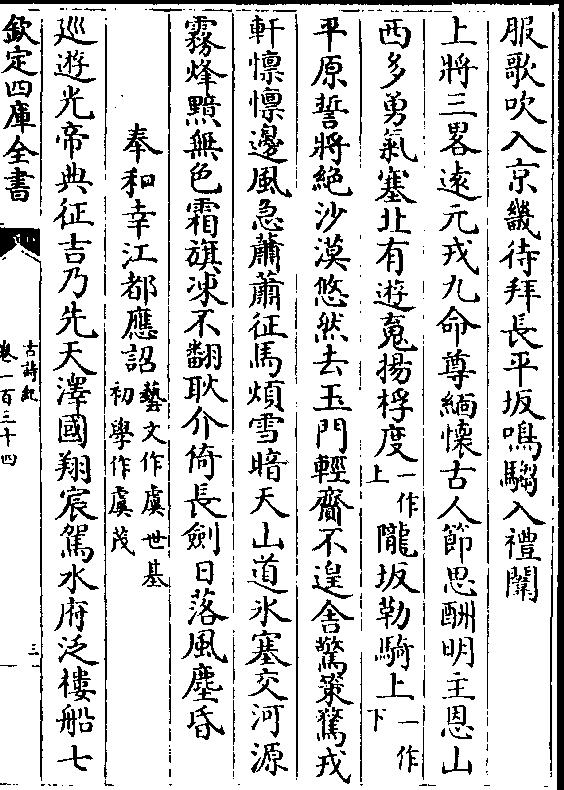 服歌吹入京畿待拜長平坂鳴騶入禮闈
上將三畧遠元戎九命尊緬懷古人節思酬明主恩山
西多勇氣塞北有遊魂揚桴度一作上隴坂勒騎上一作下
平原誓將絶沙漠悠然去玉門輕齎不遑舍驚策騖戎
軒懍懍邊風急蕭蕭征馬煩雪暗天山道氷塞交河源
霧烽黯無色霜旗凍不翻耿介倚長劍日落風塵昏
奉和幸江都應詔藝文作虞世基初學作虞茂
廵遊光帝典征吉乃先天澤國翔宸駕水府泛樓船七
欽定四庫全書
古詩紀
卷一百三十四
三